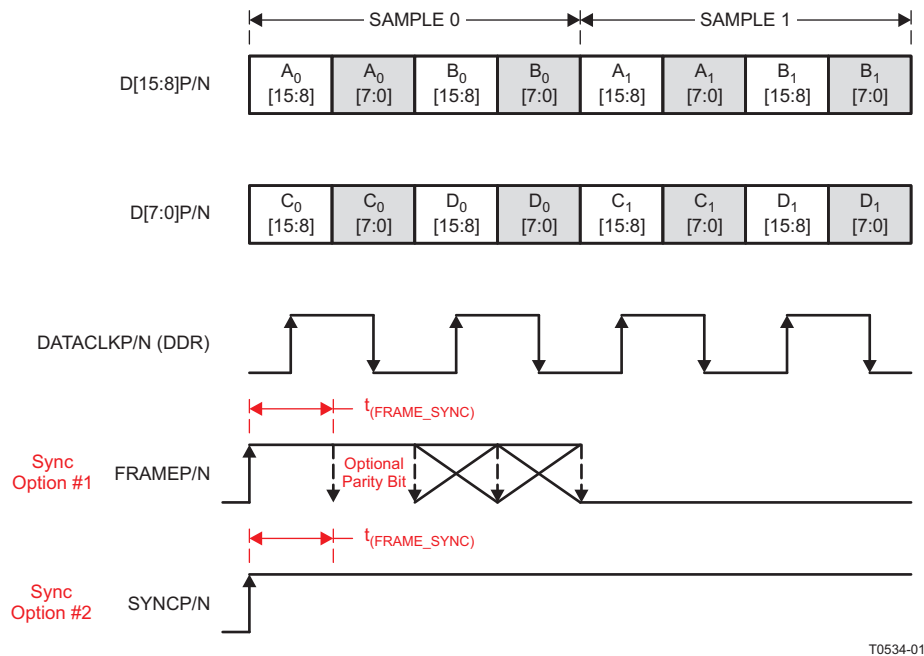 SAMPLE 0 SAMPLE 1
D[15:8]P/N
A0 A0 B0 B0 A1 A1 B1 B1
[15:8] [7:0] [15:8] [7:0] [15:8] [7:0] [15:8] [7:0]
D[7:0]P/N
C0 C0 D0 D0 C1 C1 D1 D1
[15:8] [7:0] [15:8] [7:0] [15:8] [7:0] [15:8] [7:0]
DATACLKP/N (DDR)
t(FRAME_SYNC)
Sync
Option #1
FRAMEP/N
Optional
Parity Bit
t(FRAME_SYNC)
Sync
Option #2
SYNCP/N
T0534-01